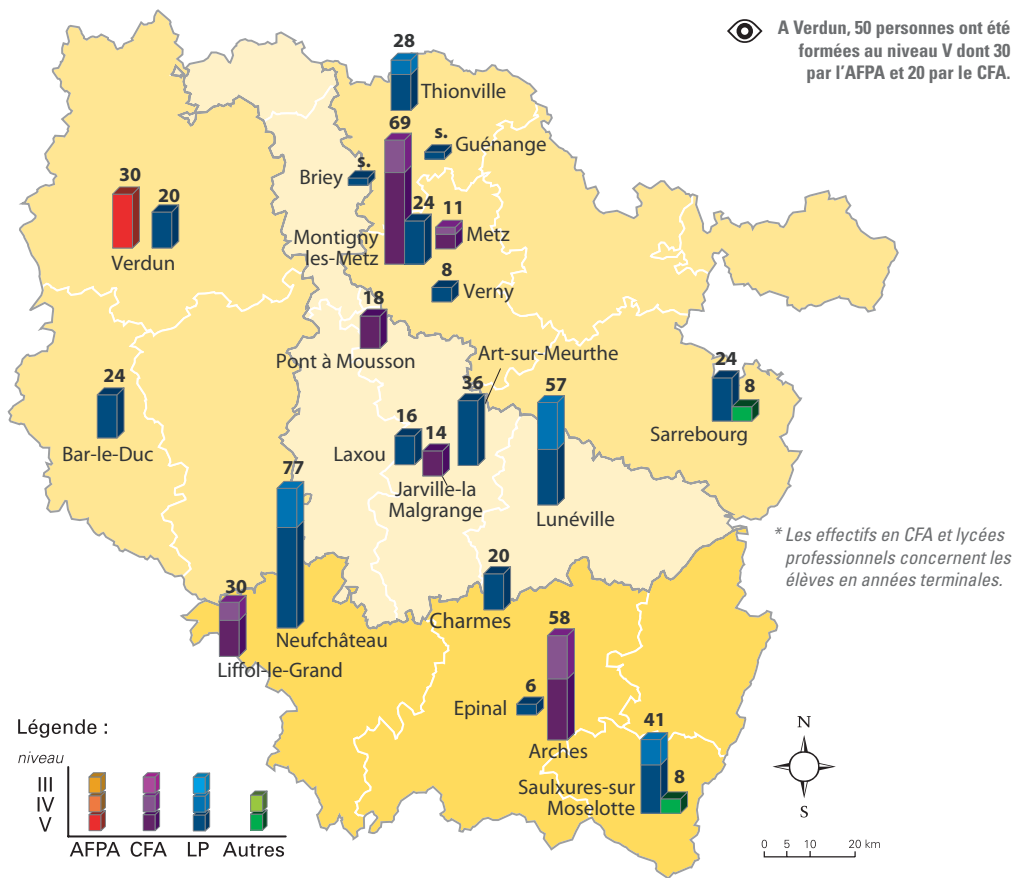 A Verdun, 50 personnes ont été
formées au niveau V dont 30
par l'AFPA et 20 par le CFA.
28
Thionville
69
s.
Guénange
s.
Briey
24
11
Metz
Montigny
les-Metz
30
20
Verdun
8
Verny
18
Pont à Mousson
Art-sur-Meurthe
36
57
24
8
Sarrebourg
24
Bar-le-Duc
16
Laxou
14
Jarville-la
Malgrange
Lunéville
77
Neufchâteau
* Les effectifs en CFA et lycées
professionnels concernent les
élèves en années terminales.
30
Liffol-le-Grand
20
Charmes
58
Arches
6
Epinal
41
8
Saulxures-sur
Moselotte
Légende :
niveau
III
IV
V
AFPA CFA LP Autres
N
S
0 5 10 20 km